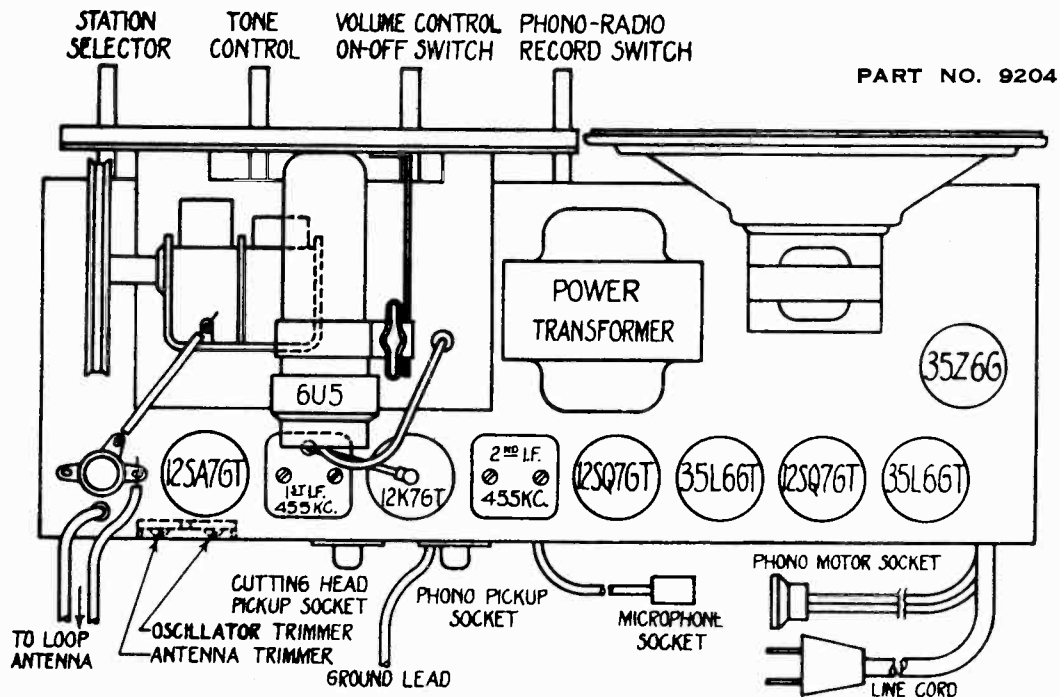 STATION SELECTOR
TONE CONTROL
VOLUME CONTROL ON-OFF SWITCH
PHONO-RADIO RECORD SWITCH
PART NO. 9204
POWER TRANSFORMER
35Z6G
6U5
12SA7GT
1ST I.F. 455KC.
12K7GT
2ND I.F. 455KC.
12SQ7GT
35L6GT
12SQ7GT
35L6GT
CUTTING HEAD PICKUP SOCKET
PHONO PICKUP SOCKET
MICROPHONE SOCKET
PHONO MOTOR SOCKET
TO LOOP ANTENNA
OSCILLATOR TRIMMER
ANTENNA TRIMMER
GROUND LEAD
LINE CORD